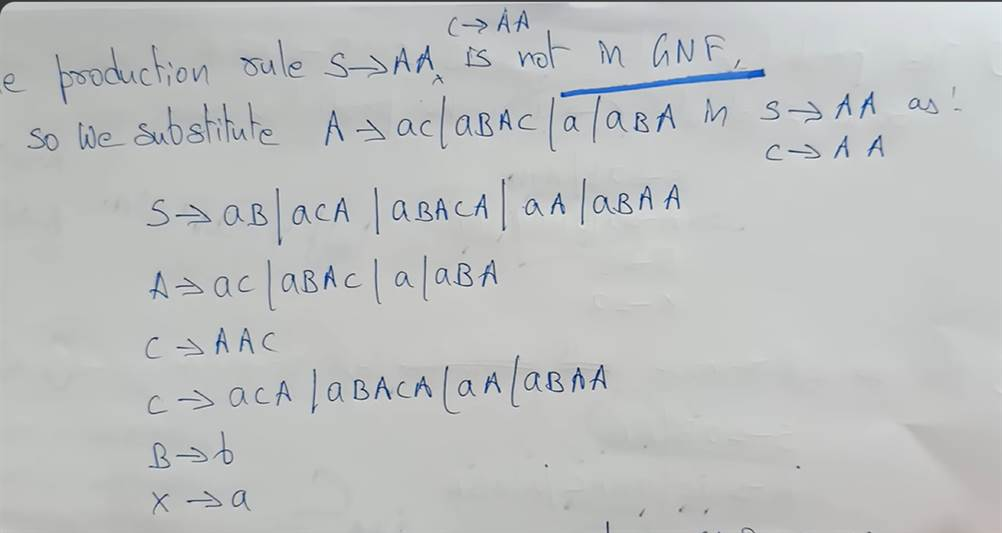 C → AA
e production rule S → AA is not in GNF,
so we substitute A → aC | aBAC | a | aBA in S → AA as!
C → AA
S → aB | aCA | aBACA | aA | aBAA
A → aC | aBAC | a | aBA
C → AAC
C → aCA | aBACA | aA | aBAA
B → b
X → a